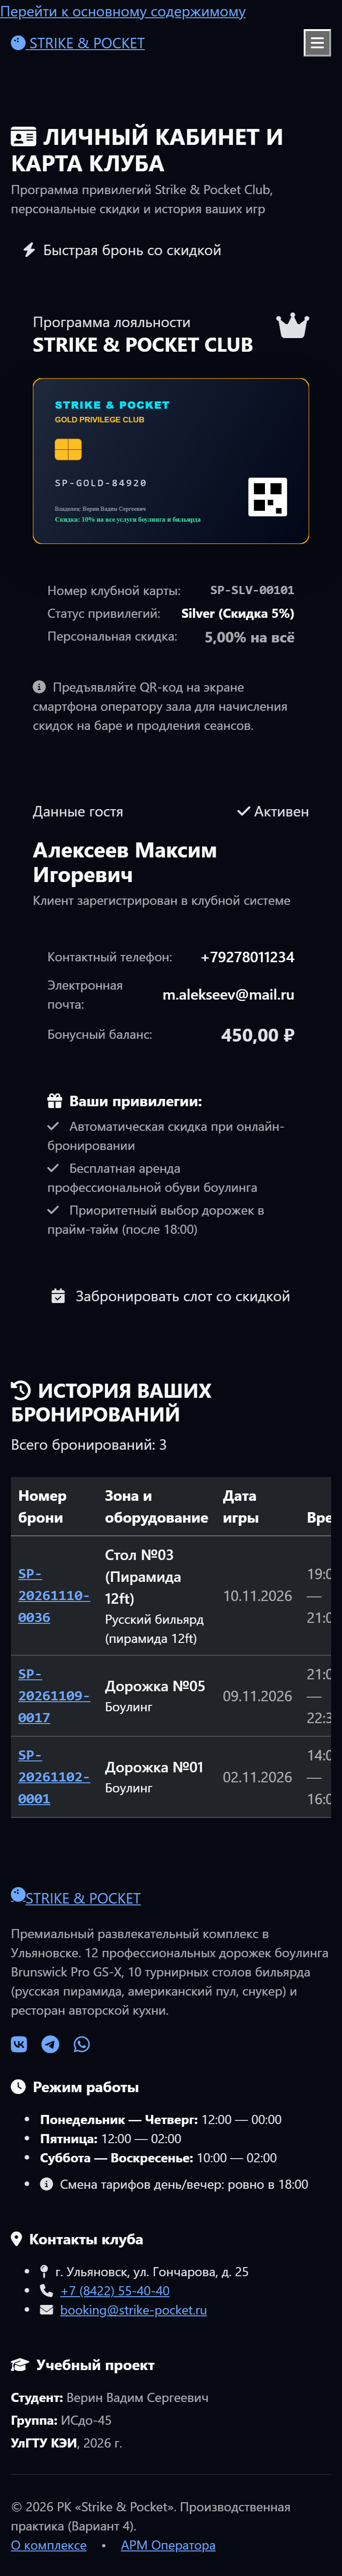 Перейти к основному содержимому
STRIKE & POCKET
ЛИЧНЫЙ КАБИНЕТ И
КАРТА КЛУБА
Программа привилегий Strike & Pocket Club,
персональные скидки и история ваших игр
Быстрая бронь со скидкой
Программа лояльности
STRIKE & POCKET CLUB
STRIKE & POCKET
GOLD PRIVILEGE CLUB
SP-GOLD-84920
Владелец: Верин Вадим Сергеевич
Скидка: 10% на все услуги боулинга и бильярда
Номер клубной карты: SP-SLV-00101
Статус привилегий: Silver (Скидка 5%)
Персональная скидка: 5,00% на всё
Предъявляйте QR-код на экране
смартфона оператору зала для начисления
скидок на баре и продления сеансов.
Данные гостя Активен
Алексеев Максим
Игоревич
Клиент зарегистрирован в клубной системе
Контактный телефон: +79278011234
Электронная
почта: m.alekseev@mail.ru
Бонусный баланс: 450,00 ₽
Ваши привилегии:
Автоматическая скидка при онлайн-
бронировании
Бесплатная аренда
профессиональной обуви боулинга
Приоритетный выбор дорожек в
прайм-тайм (после 18:00)
Забронировать слот со скидкой
ИСТОРИЯ ВАШИХ
БРОНИРОВАНИЙ
Всего бронирований: 3
Номер
брони
Зона и
оборудование
Дата
игры
SP-
20261110-
0036
Стол №03
(Пирамида
12ft)
Русский бильярд
(пирамида 12ft)
10.11.2026
SP-
20261109-
0017
Дорожка №05
Боулинг
09.11.2026
SP-
20261102-
0001
Дорожка №01
Боулинг
02.11.2026
STRIKE & POCKET
Премиальный развлекательный комплекс в
Ульяновске. 12 профессиональных дорожек боулинга
Brunswick Pro GS-X, 10 турнирных столов бильярда
(русская пирамида, американский пул, снукер) и
ресторан авторской кухни.
Режим работы
Понедельник — Четверг: 12:00 — 00:00
Пятница: 12:00 — 02:00
Суббота — Воскресенье: 10:00 — 02:00
Смена тарифов день/вечер: ровно в 18:00
Контакты клуба
г. Ульяновск, ул. Гончарова, д. 25
+7 (8422) 55-40-40
booking@strike-pocket.ru
Учебный проект
Студент: Верин Вадим Сергеевич
Группа: ИСдо-45
УлГТУ КЭИ, 2026 г.
© 2026 РК «Strike & Pocket». Производственная
практика (Вариант 4).
О комплексе • АРМ Оператора